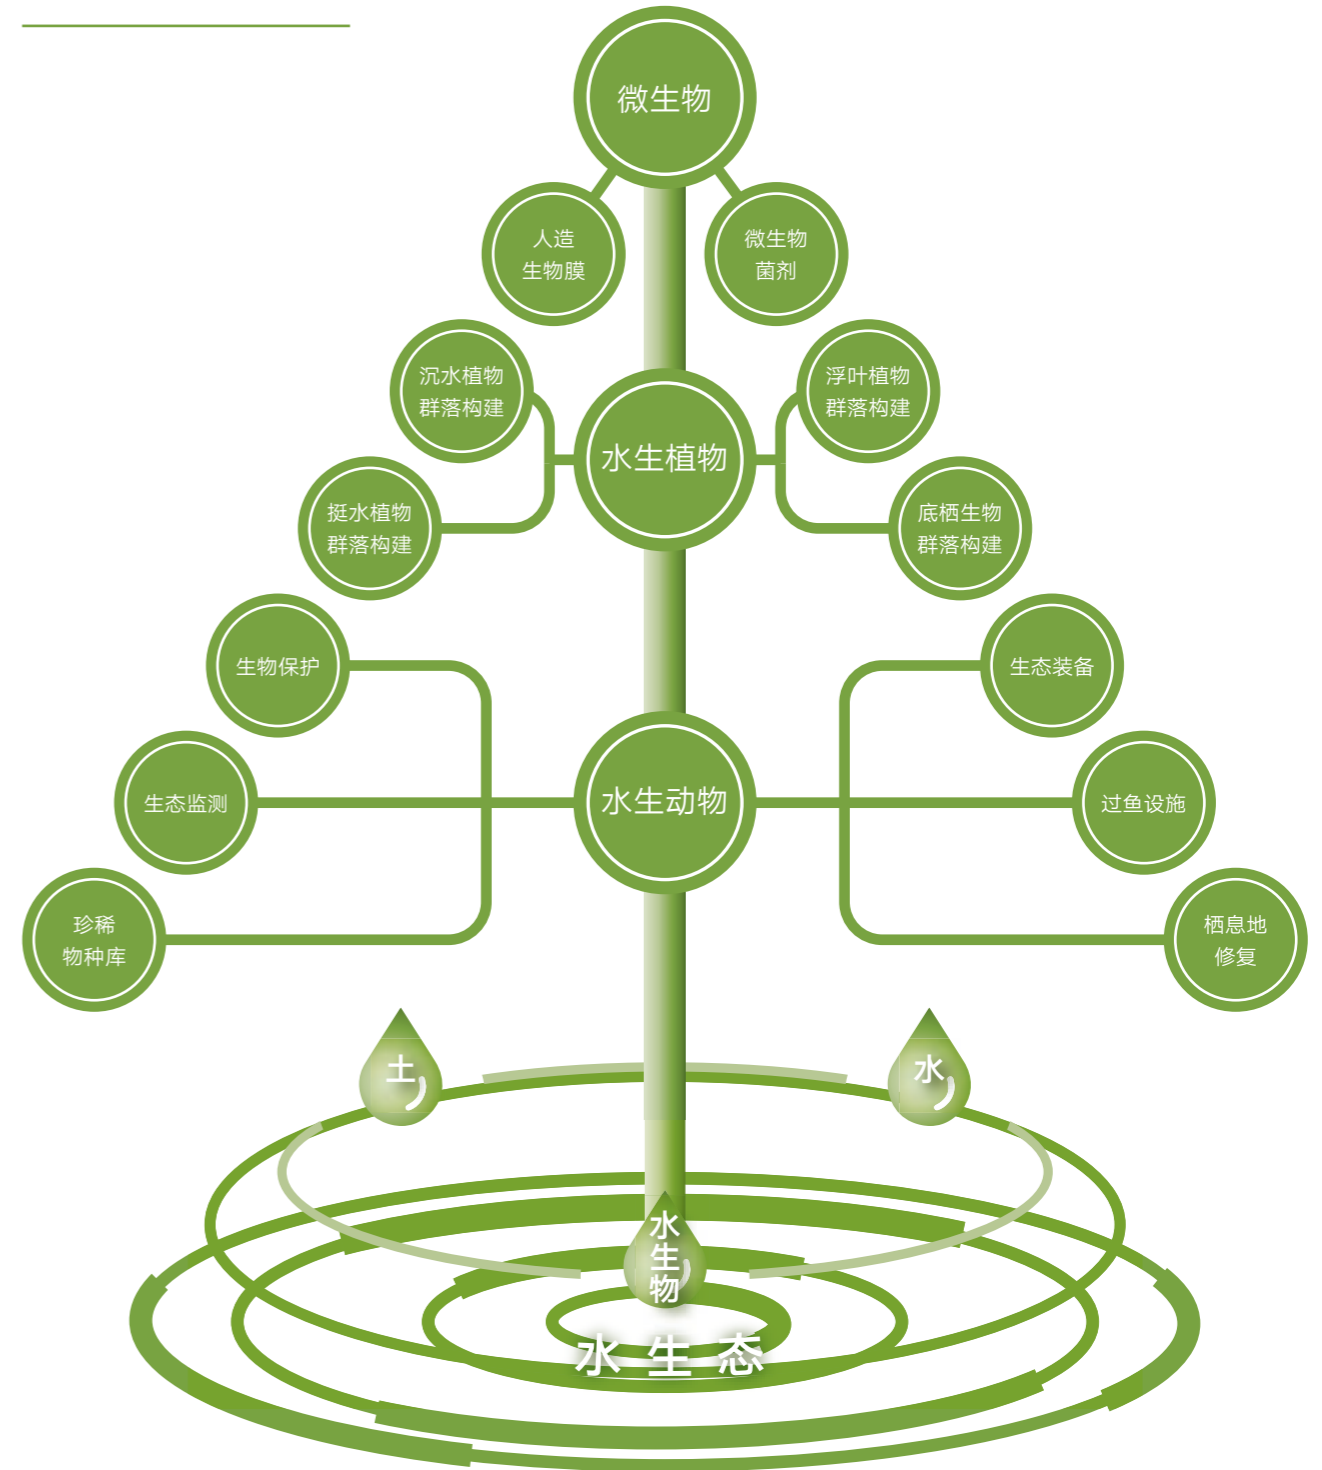 微生物
人造
生物膜
微生物
菌剂
沉水植物
群落构建
浮叶植物
群落构建
水生植物
挺水植物
群落构建
底栖生物
群落构建
生物保护
生态装备
生态监测
水生动物
过鱼设施
珍稀
物种库
栖息地
修复
土
水
水
生
物
水生态